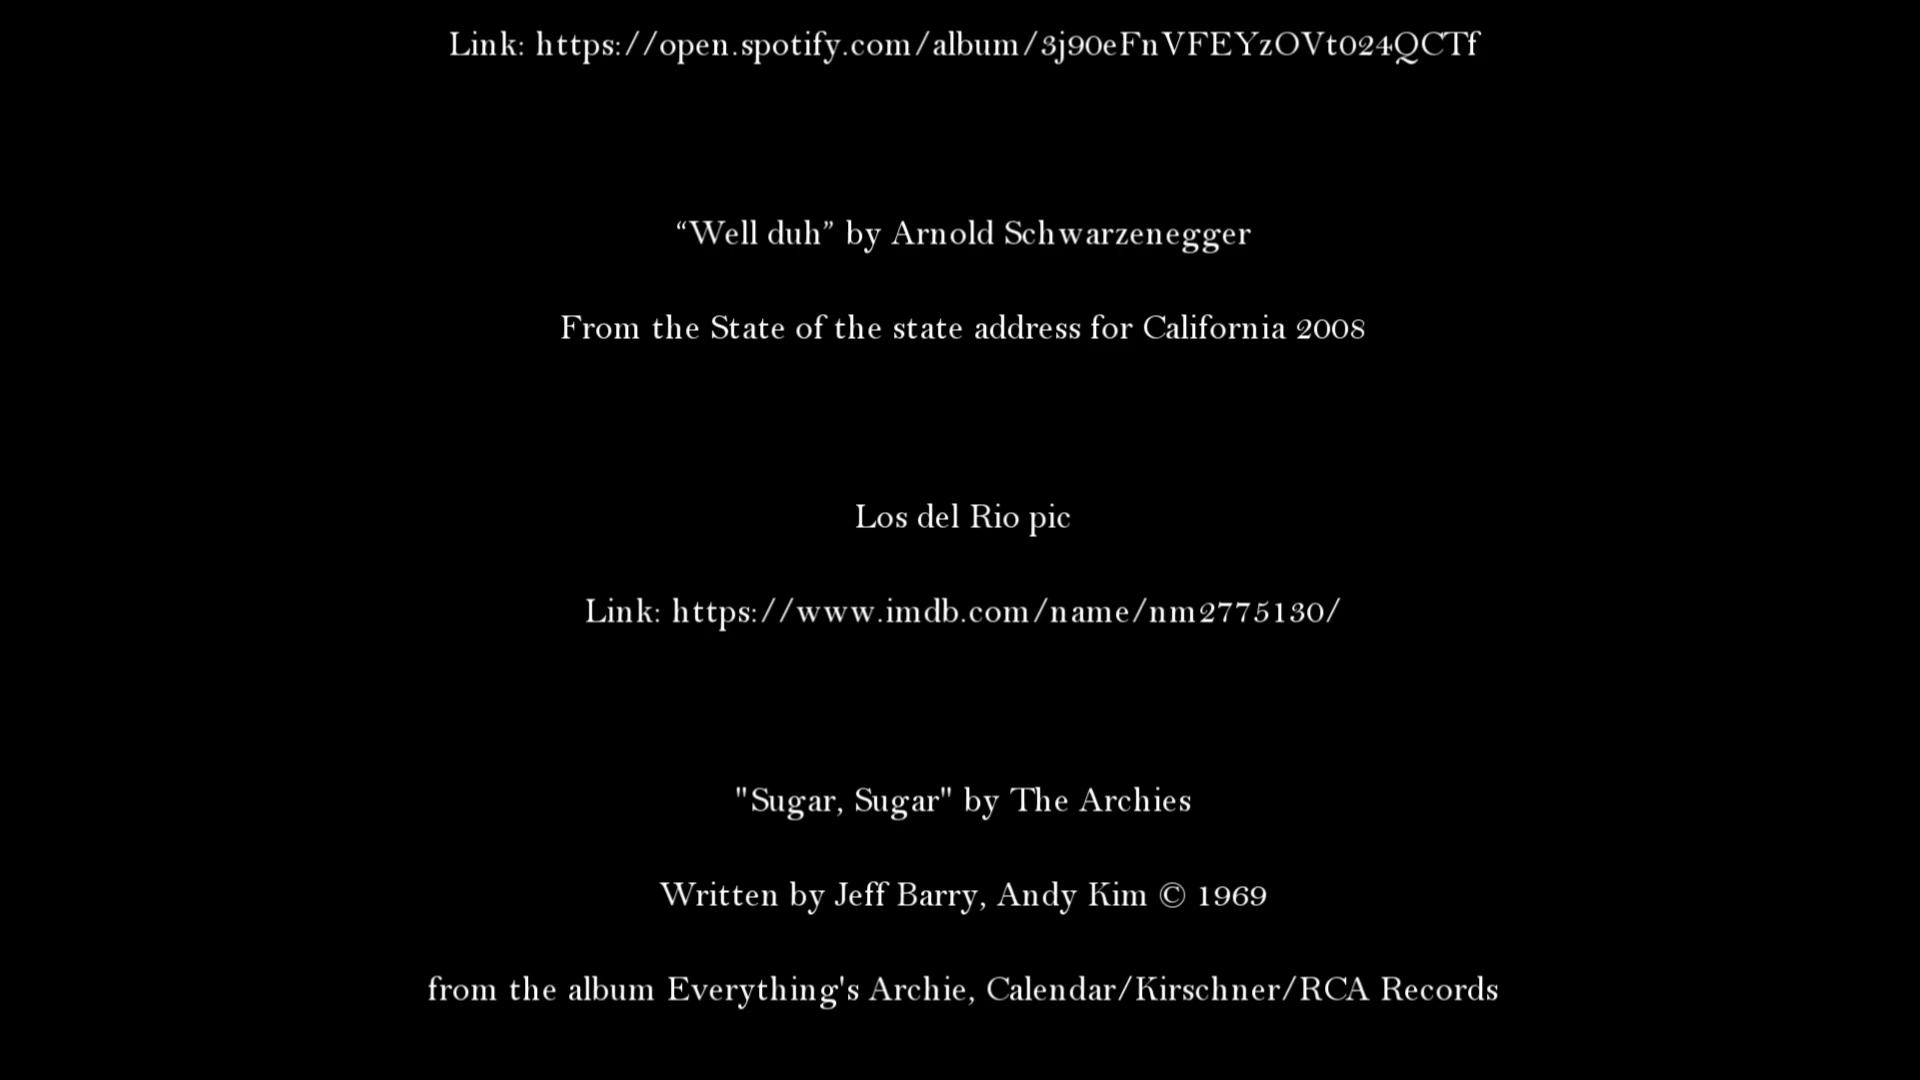 Link: https://open.spotify.com/album/3j90eFnVFEYzOVt024QCTf
“Well duh” by Arnold Schwarzenegger
From the State of the state address for California 2008
Los del Rio pic
Link: https://www.imdb.com/name/nm2775130/
"Sugar, Sugar" by The Archies
Written by Jeff Barry, Andy Kim © 1969
from the album Everything's Archie, Calendar/Kirschner/RCA Records